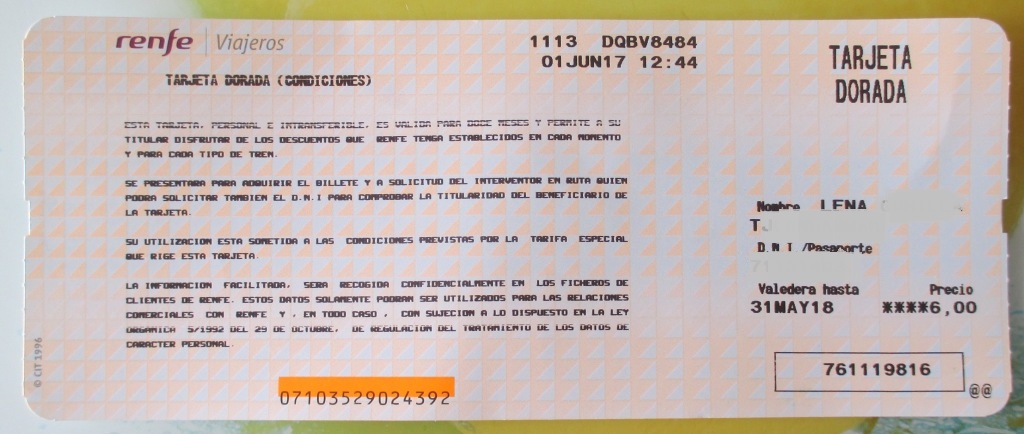 renfe Viajeros
1113 DQBV8484
01JUN17 12:44
TARJETA
DORADA
TARJETA DORADA (CONDICIONES)
ESTA TARJETA, PERSONAL E INTRANSFERIBLE, ES VALIDA PARA DOCE MESES Y PERMITE A SU
TITULAR DISFRUTAR DE LOS DESCUENTOS QUE RENFE TENGA ESTABLECIDOS EN CADA MOMENTO
Y PARA CADA TIPO DE TREN.
SE PRESENTARA PARA ADQUIRIR EL BILLETE Y A SOLICITUD DEL INTERVENTOR EN RUTA QUIEN
PODRA SOLICITAR TAMBIEN EL D.N.I PARA COMPROBAR LA TITULARIDAD DEL BENEFICIARIO DE
LA TARJETA.
SU UTILIZACION ESTA SOMETIDA A LAS CONDICIONES PREVISTAS POR LA TARIFA ESPECIAL
QUE RIGE ESTA TARJETA.
LA INFORMACION FACILITADA, SERA RECOGIDA CONFIDENCIALMENTE EN LOS FICHEROS DE
CLIENTES DE RENFE. ESTOS DATOS SOLAMENTE PODRAN SER UTILIZADOS PARA LAS RELACIONES
COMERCIALES CON RENFE Y , EN TODO CASO , CON SUJECION A LO DISPUESTO EN LA LEY
ORGANICA 5/1992 DEL 29 DE OCTUBRE, DE REGULACION DEL TRATAMIENTO DE LOS DATOS DE
CARACTER PERSONAL.
Nombre LENA
D.N.I /Pasaporte
71
Valedera hasta Precio
31MAY18 ****6,00
761119816
@@
07103529024392
© CIT 1996